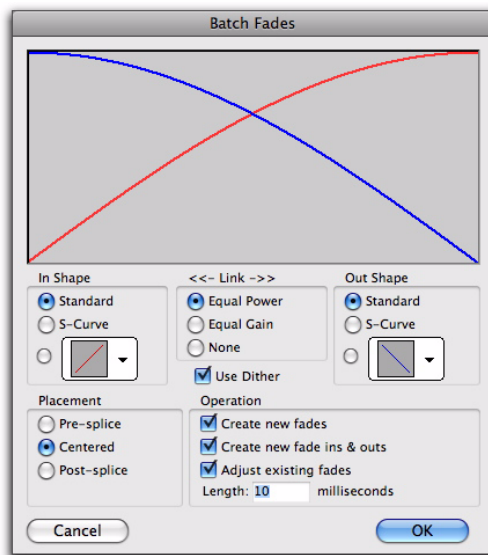 Batch Fades
In Shape
Standard
S-Curve
<<- Link ->>
Equal Power
Equal Gain
None
Use Dither
Out Shape
Standard
S-Curve
Placement
Pre-splice
Centered
Post-splice
Operation
Create new fades
Create new fade ins & outs
Adjust existing fades
Length: 10 milliseconds
Cancel
OK